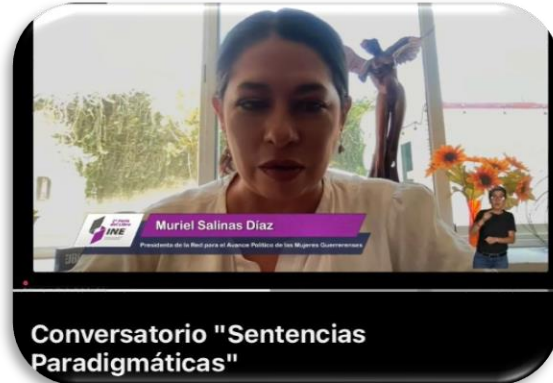 INE
Muriel Salinas Díaz
Presidenta de la Red para el Avance Político de las Mujeres Guerrerenses
Conversatorio "Sentencias
Paradigmáticas"